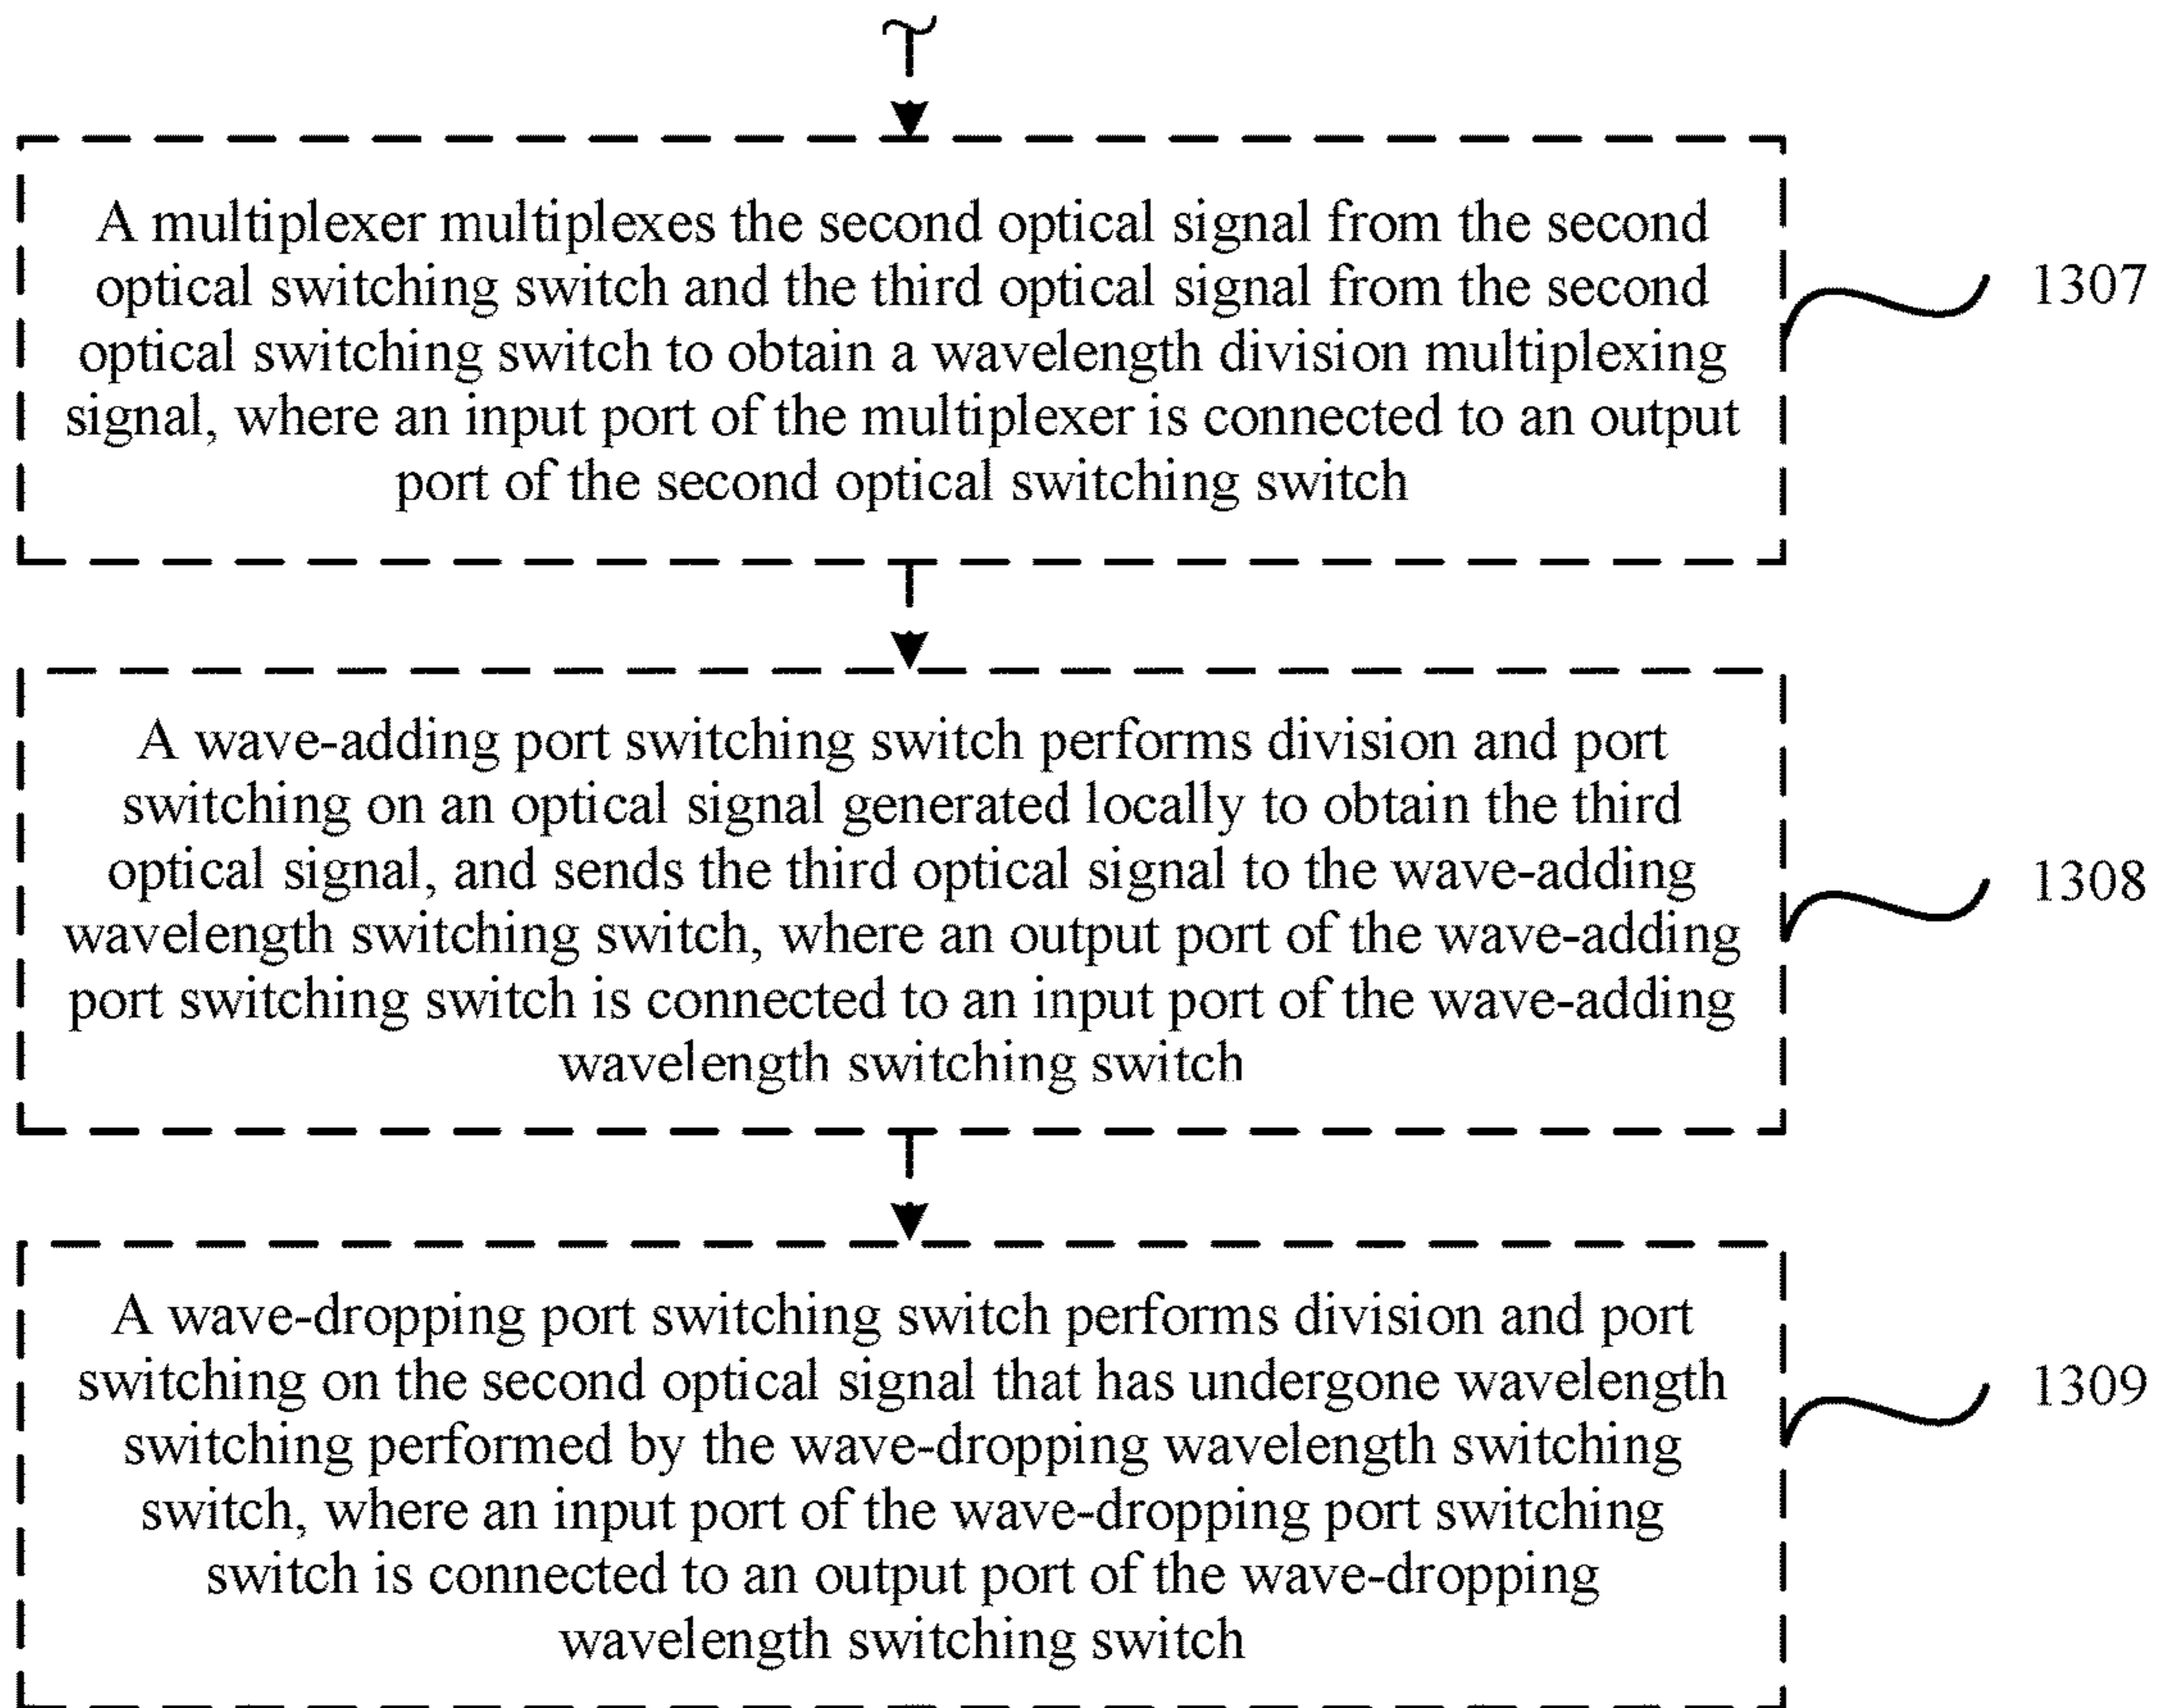 A multiplexer multiplexes the second optical signal from the second
optical switching switch and the third optical signal from the second
optical switching switch to obtain a wavelength division multiplexing
signal, where an input port of the multiplexer is connected to an output
port of the second optical switching switch
1307
A wave-adding port switching switch performs division and port
switching on an optical signal generated locally to obtain the third
optical signal, and sends the third optical signal to the wave-adding
wavelength switching switch, where an output port of the wave-adding
port switching switch is connected to an input port of the wave-adding
wavelength switching switch
1308
A wave-dropping port switching switch performs division and port
switching on the second optical signal that has undergone wavelength
switching performed by the wave-dropping wavelength switching
switch, where an input port of the wave-dropping port switching
switch is connected to an output port of the wave-dropping
wavelength switching switch
1309